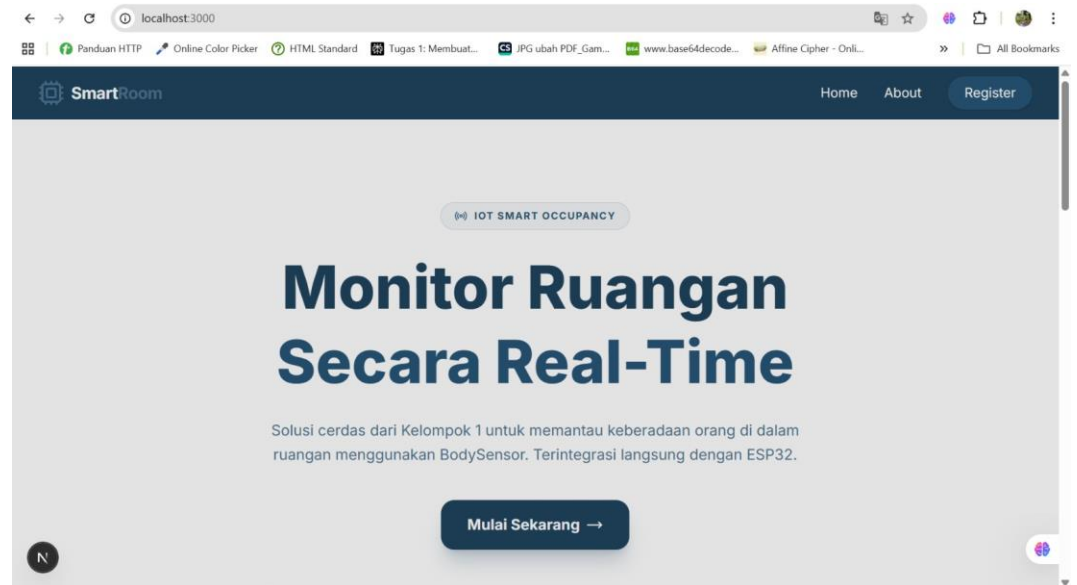 localhost:3000
Panduan HTTP Online Color Picker HTML Standard Tugas 1: Membuat... JPG ubah PDF_Gam... www.base64decode... Affine Cipher - Onli... » All Bookmarks
SmartRoom Home About Register
IOT SMART OCCUPANCY
Monitor Ruangan
Secara Real-Time
Solusi cerdas dari Kelompok 1 untuk memantau keberadaan orang di dalam
ruangan menggunakan BodySensor. Terintegrasi langsung dengan ESP32.
Mulai Sekarang →
N